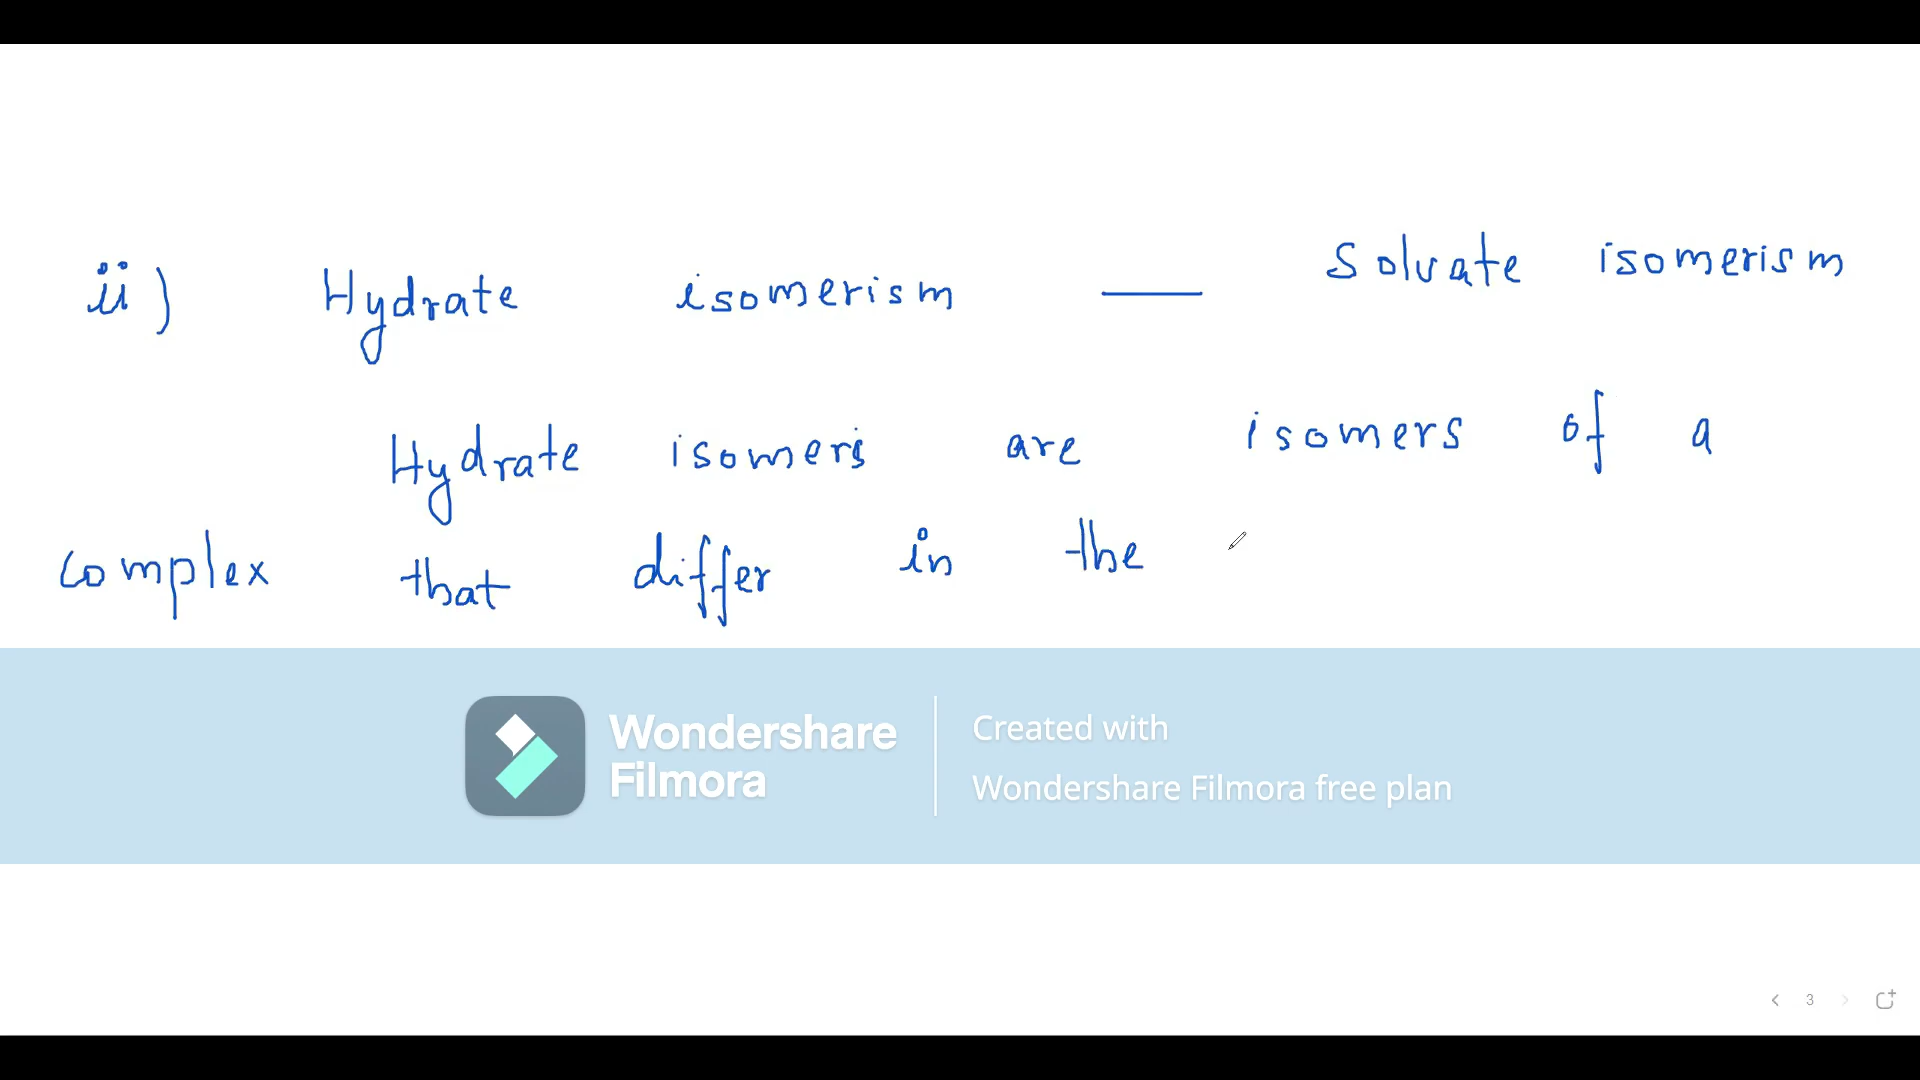 ii) Hydrate isomerism — Solvate isomerism
Hydrate isomers are isomers of a
complex that differ in the
Wondershare
Filmora
Created with
Wondershare Filmora free plan
3